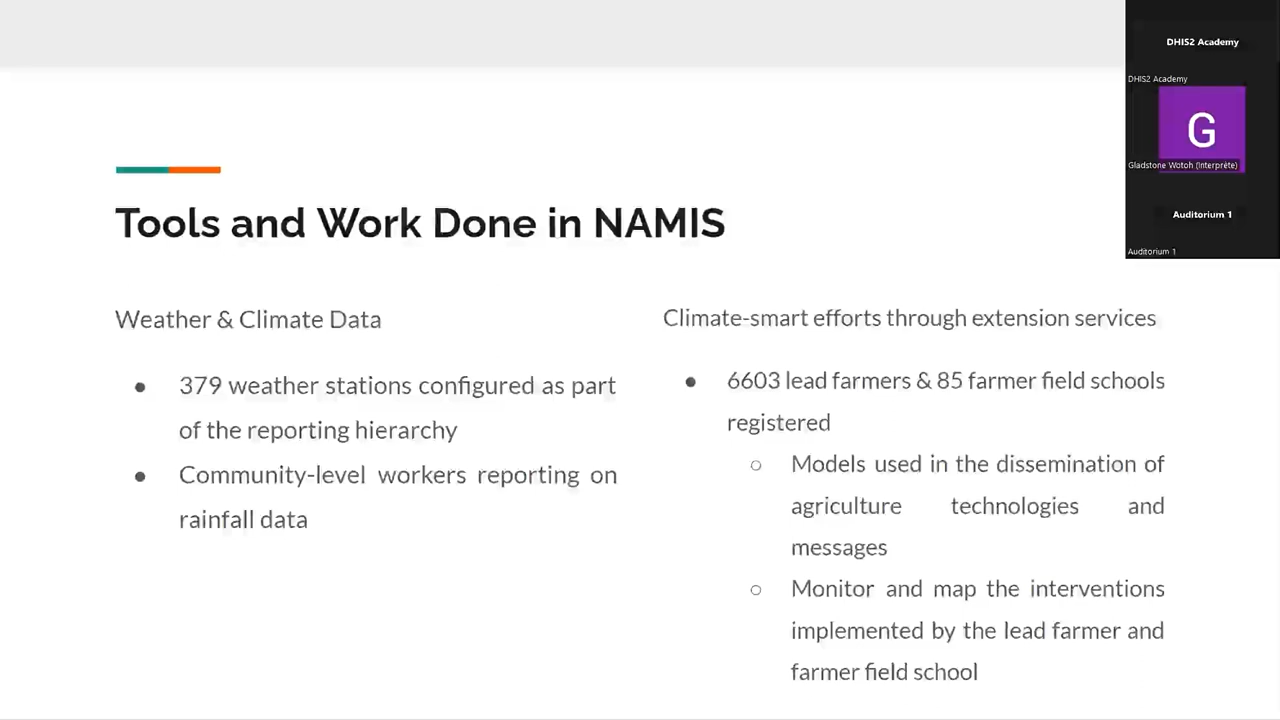 Tools and Work Done in NAMIS
Weather & Climate Data
● 379 weather stations configured as part
of the reporting hierarchy
● Community-level workers reporting on
rainfall data
Climate-smart efforts through extension services
● 6603 lead farmers & 85 farmer field schools
registered
○ Models used in the dissemination of
agriculture technologies and
messages
○ Monitor and map the interventions
implemented by the lead farmer and
farmer field school
DHIS2 Academy
DHIS2 Academy
G
Gladstone Wotoh (Interprète)
Auditorium 1
Auditorium 1